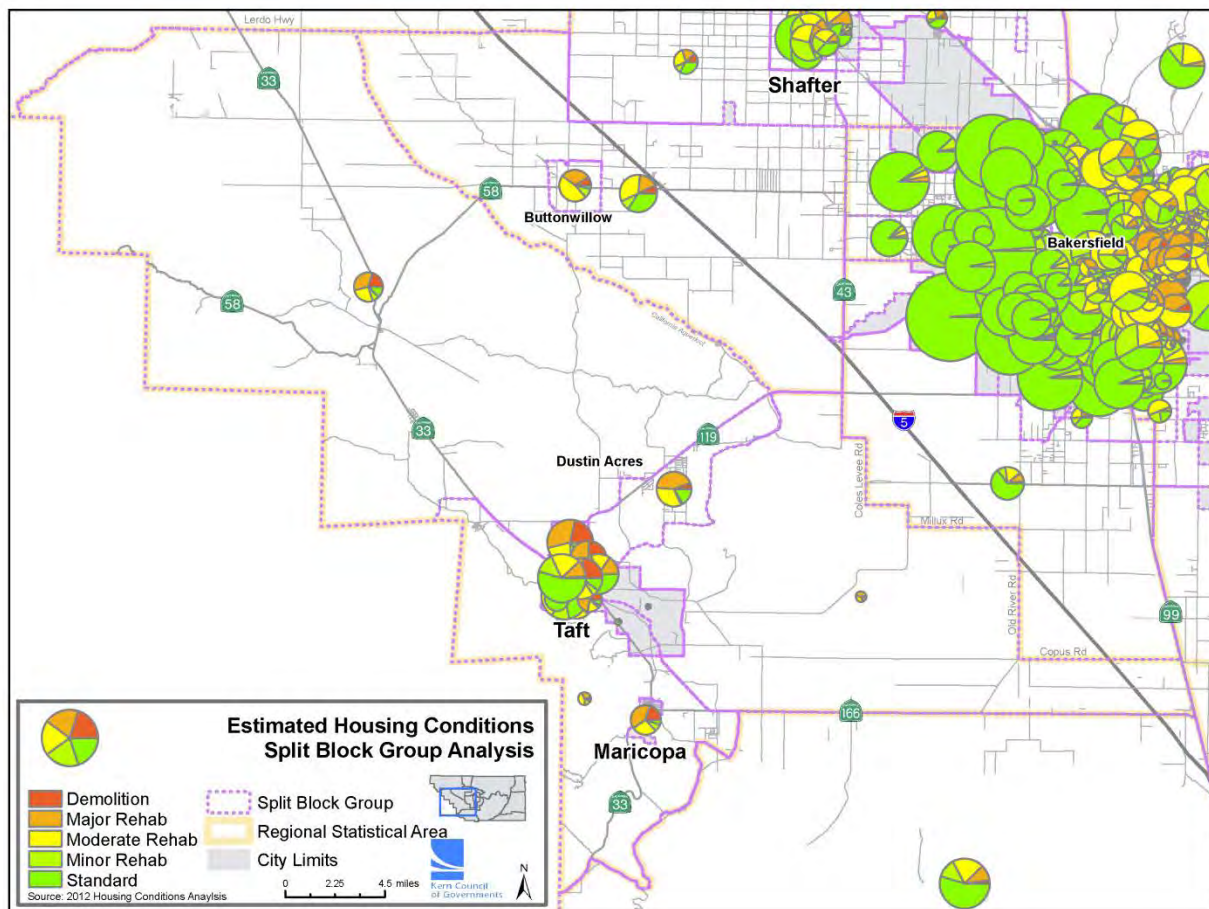 Lerdo Hwy
33
Shafter
58
Buttonwillow
Bakersfield
58
43
California Aqueduct
33
119
5
Dustin Acres
Coles Levee Rd
Millux Rd
Old River Rd
99
Taft
Copus Rd
166
Maricopa
33
Estimated Housing Conditions
Split Block Group Analysis
Demolition
Major Rehab
Moderate Rehab
Minor Rehab
Standard
Split Block Group
Regional Statistical Area
City Limits
Kern Council
of Governments
N
0 2.25 4.5 miles
Source: 2012 Housing Conditions Anaylsis